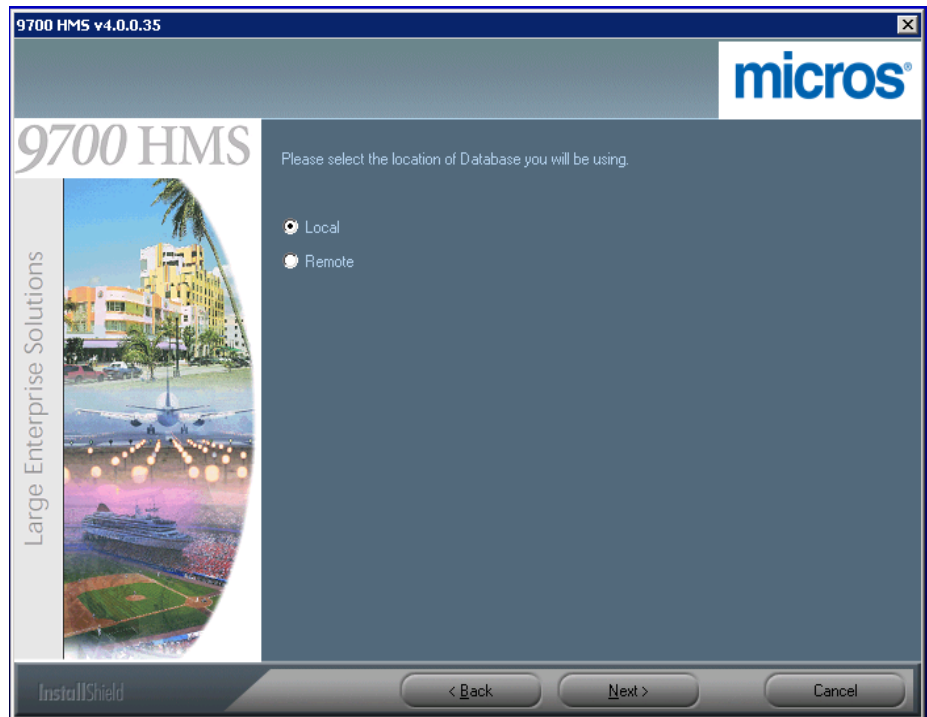 9700 HMS v4.0.0.35
micros®
9700 HMS
Large Enterprise Solutions
Please select the location of Database you will be using.
Local
Remote
InstallShield
< Back
Next >
Cancel